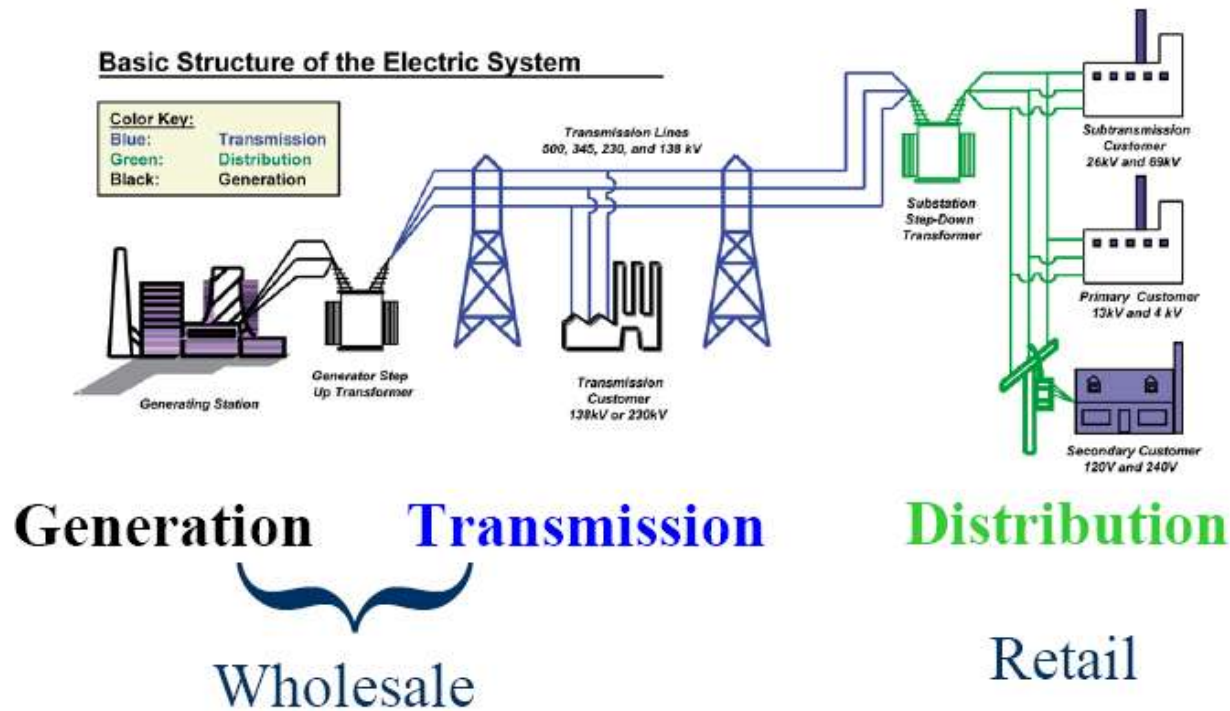 Basic Structure of the Electric System
Color Key:
Blue: Transmission
Green: Distribution
Black: Generation
Transmission Lines
500, 345, 230, and 138 kV
Substation
Step-Down
Transformer
Subtransmission
Customer
26kV and 69kV
Primary Customer
13kV and 4 kV
Secondary Customer
120V and 240V
Generating Station
Generator Step
Up Transformer
Transmission
Customer
138kV or 230kV
Generation Transmission Distribution
Wholesale Retail